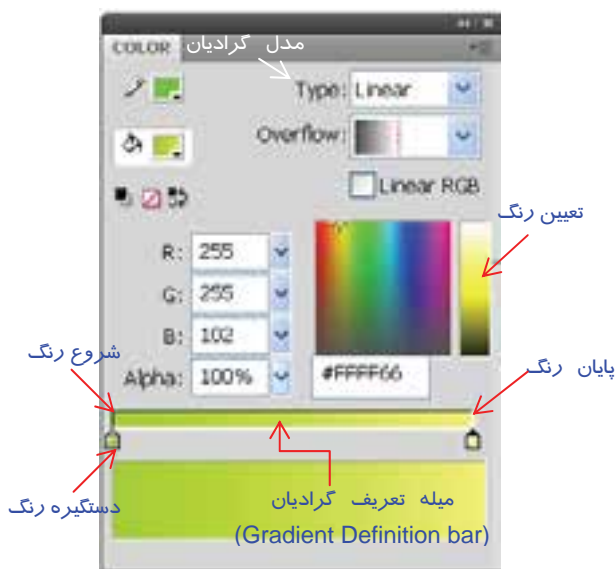 COLOR
مدل گرادیان
Type: Linear
Overflow:
Linear RGB
تعیین رنگ
R: 255
G: 255
B: 102
Alpha: 100%
#FFFF66
شروع رنگ
پایان رنگ
دستگیره رنگ
میله تعریف گرادیان
(Gradient Definition bar)